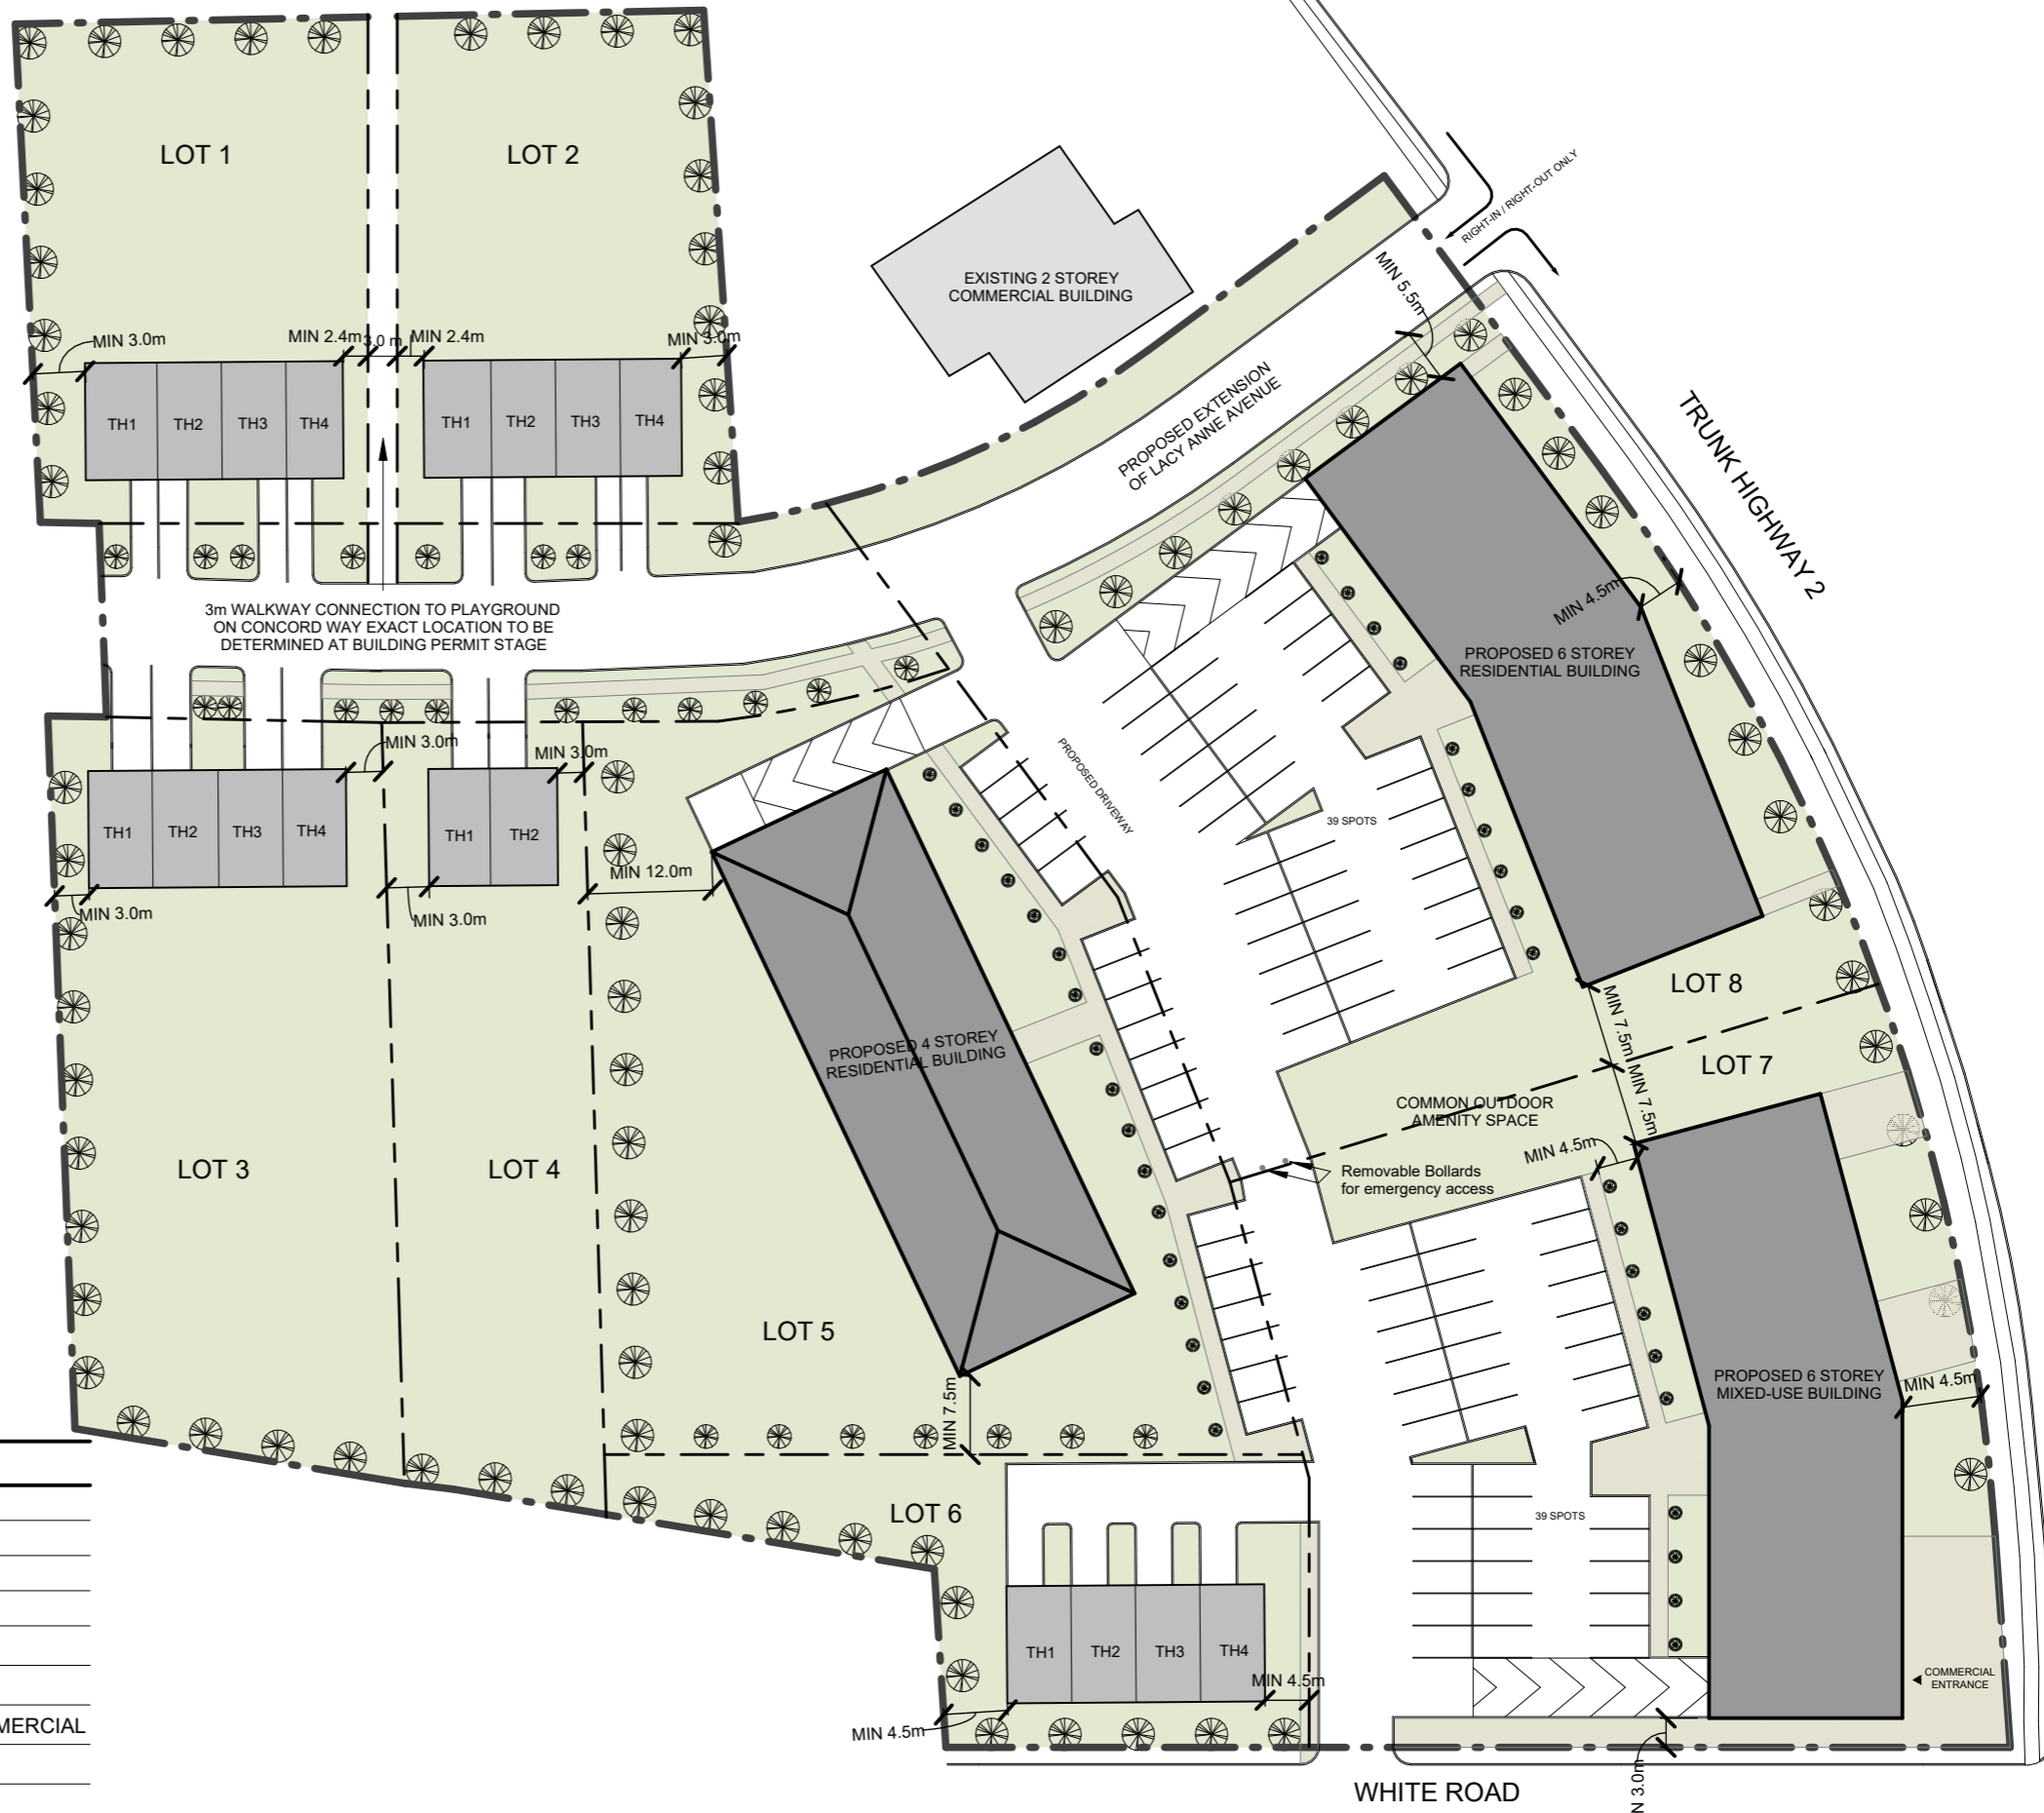 LOT 1
LOT 2
EXISTING 2 STOREY
COMMERCIAL BUILDING
RIGHT-IN / RIGHT-OUT ONLY
MIN 5.5m
MIN 3.0m
MIN 2.4m
3.0 m
MIN 2.4m
MIN 3.0m
TH1
TH2
TH3
TH4
TH1
TH2
TH3
TH4
PROPOSED EXTENSION
OF LACY ANNE AVENUE
TRUNK HIGHWAY 2
3m WALKWAY CONNECTION TO PLAYGROUND
ON CONCORD WAY EXACT LOCATION TO BE
DETERMINED AT BUILDING PERMIT STAGE
MIN 4.5m
PROPOSED 6 STOREY
RESIDENTIAL BUILDING
MIN 3.0m
MIN 3.0m
PROPOSED DRIVEWAY
39 SPOTS
TH1
TH2
TH3
TH4
TH1
TH2
MIN 12.0m
MIN 3.0m
MIN 3.0m
LOT 8
MIN 7.5m
PROPOSED 4 STOREY
RESIDENTIAL BUILDING
LOT 7
MIN 7.5m
COMMON OUTDOOR
AMENITY SPACE
MIN 4.5m
LOT 3
LOT 4
Removable Bollards
for emergency access
LOT 5
PROPOSED 6 STOREY
MIXED-USE BUILDING
MIN 4.5m
MIN 7.5m
LOT 6
39 SPOTS
TH1
TH2
TH3
TH4
MIN 4.5m
COMMERCIAL
ENTRANCE
MERCIAL
MIN 4.5m
N 3.0m
WHITE ROAD